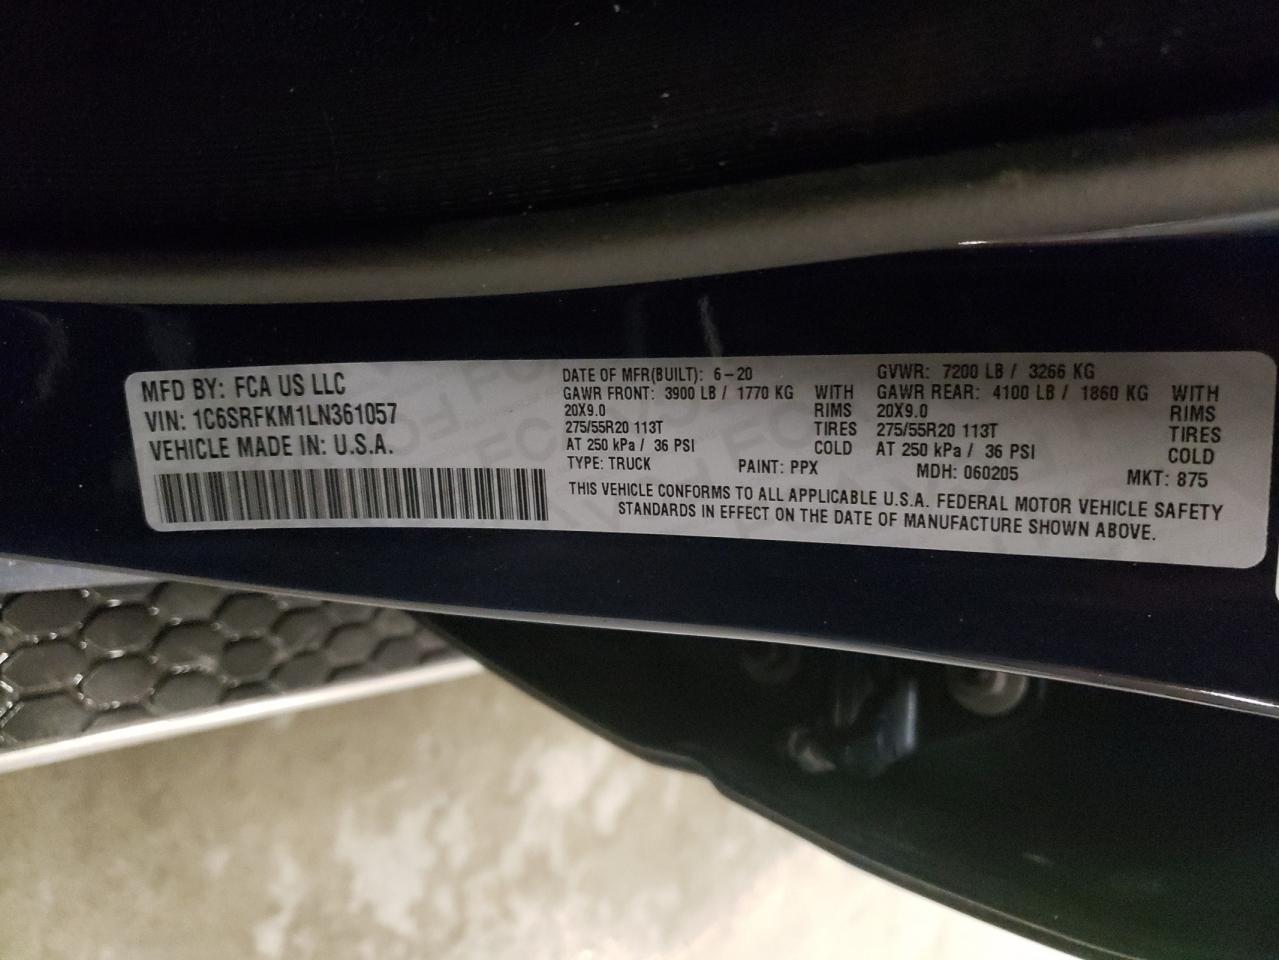 MFD BY: FCA US LLC
VIN: 1C6SRFKM1LN361057
VEHICLE MADE IN: U.S.A.
DATE OF MFR(BUILT): 6-20
GAWR FRONT: 3900 LB / 1770 KG WITH
20X9.0 RIMS
275/55R20 113T TIRES
AT 250 kPa / 36 PSI COLD
GVWR: 7200 LB / 3266 KG
GAWR REAR: 4100 LB / 1860 KG WITH
20X9.0 RIMS
275/55R20 113T TIRES
AT 250 kPa / 36 PSI COLD
TYPE: TRUCK PAINT: PPX MDH: 060205 MKT: 875
THIS VEHICLE CONFORMS TO ALL APPLICABLE U.S.A. FEDERAL MOTOR VEHICLE SAFETY
STANDARDS IN EFFECT ON THE DATE OF MANUFACTURE SHOWN ABOVE.